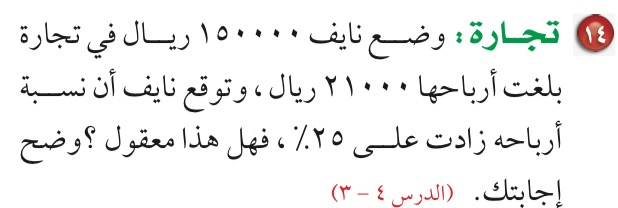 ١٤ تجارة : وضع نايف ١٥٠٠٠٠ ريال في تجارة
بلغت أرباحها ٢١٠٠٠ ريال ، وتوقع نايف أن نسبة
أرباحه زادت على ٢٥٪ ، فهل هذا معقول ؟ وضح
إجابتك. (الدرس ٤ – ٣)